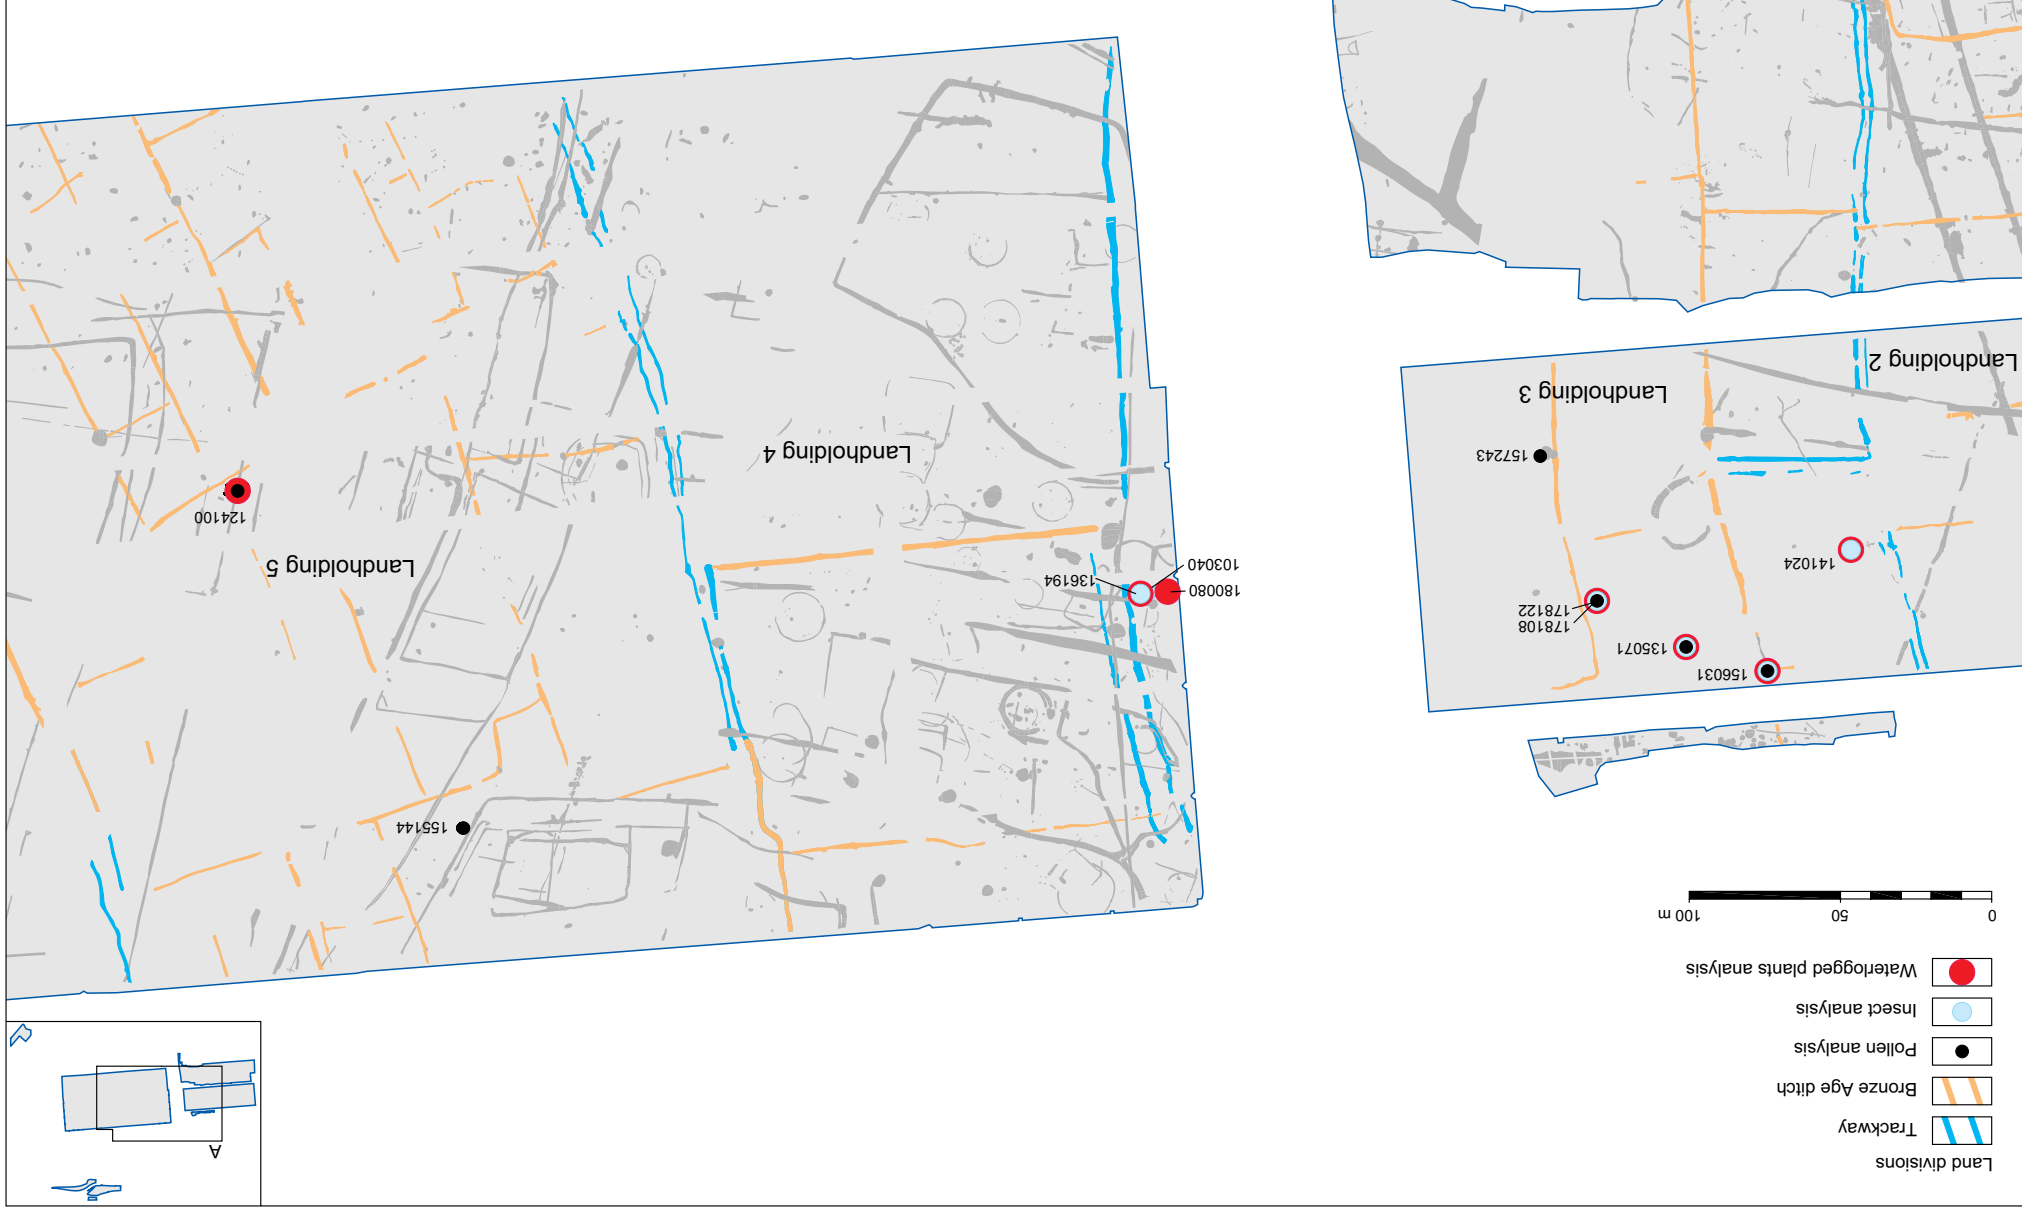 Land divisions
Trackway
Bronze Age ditch
Pollen analysis
Insect analysis
Waterlogged plants analysis
0 50 100 m
A
156031
135071
178108
178122
141024
157243
Landholding 3
Landholding 2
155144
180080
103040
136194
Landholding 5
124100
Landholding 4